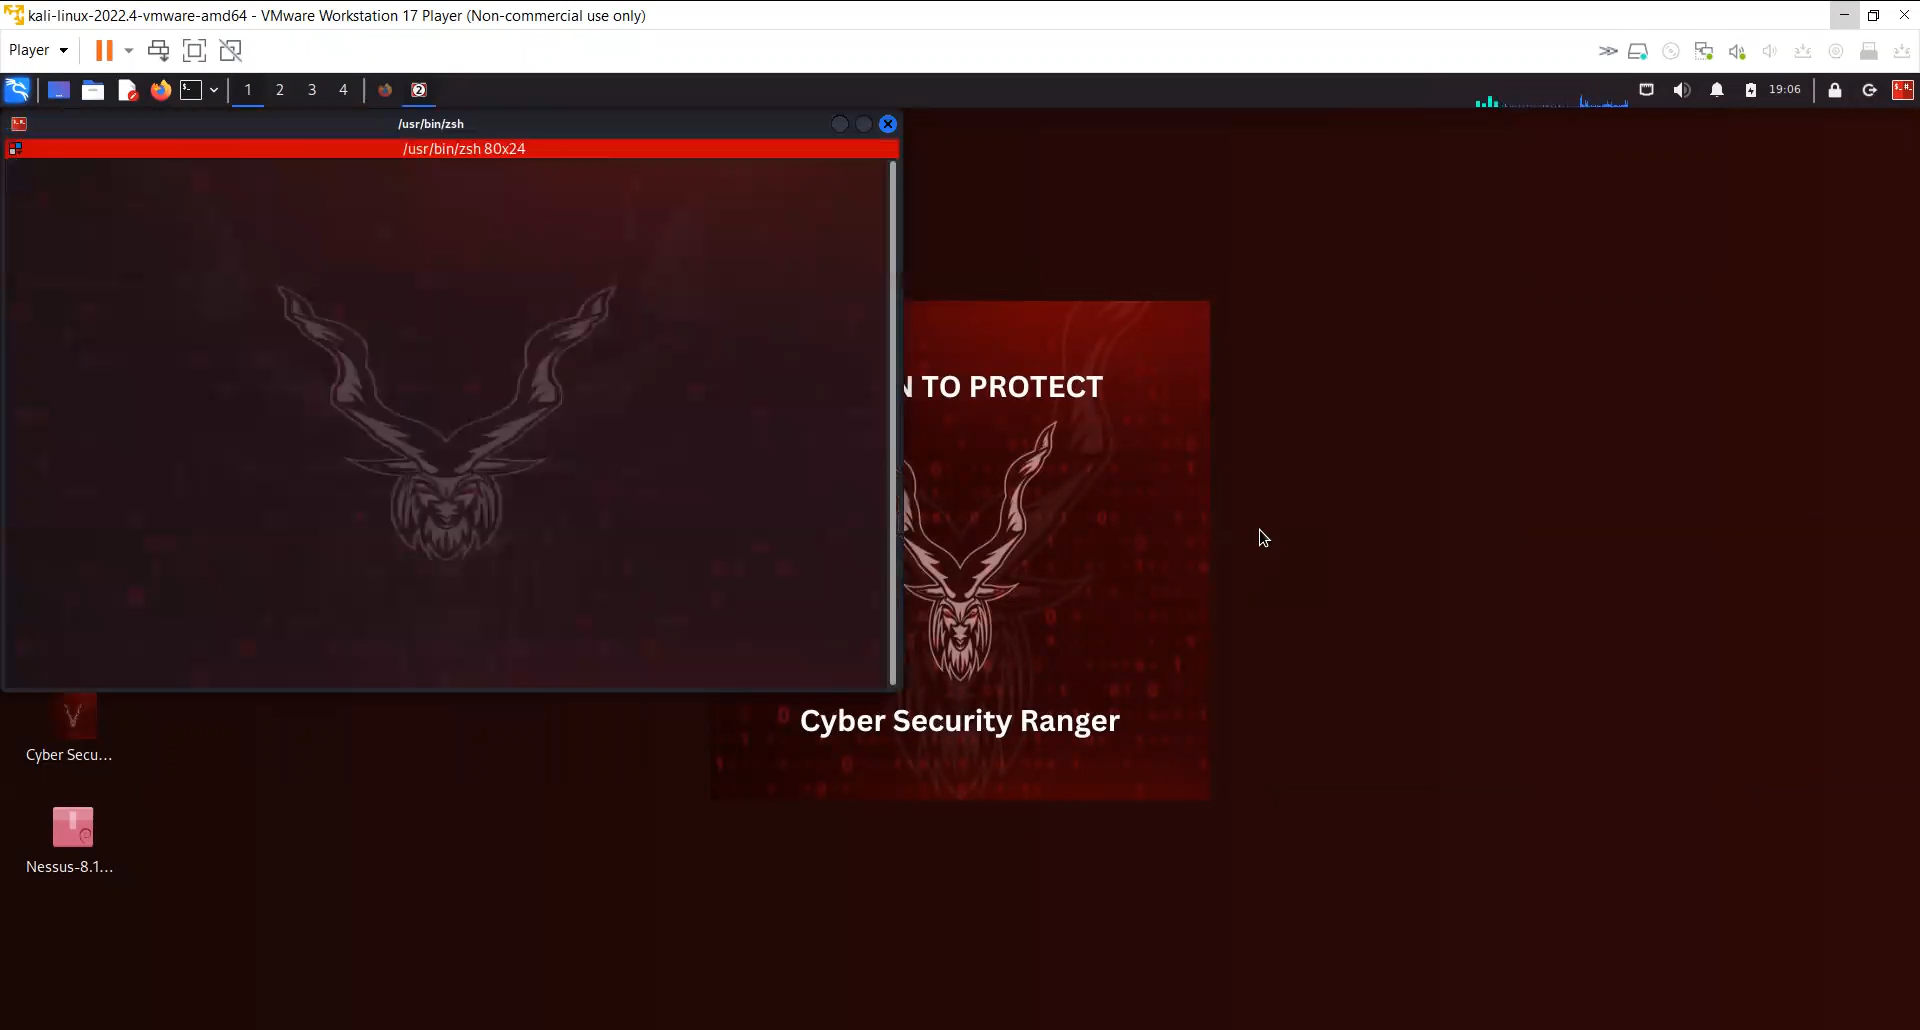 kali-linux-2022.4-vmware-amd64 - VMware Workstation 17 Player (Non-commercial use only)
Player
1 2 3 4 2 19:06
/usr/bin/zsh
/usr/bin/zsh 80x24
N TO PROTECT
Cyber Security Ranger
Cyber Secu...
Nessus-8.1...